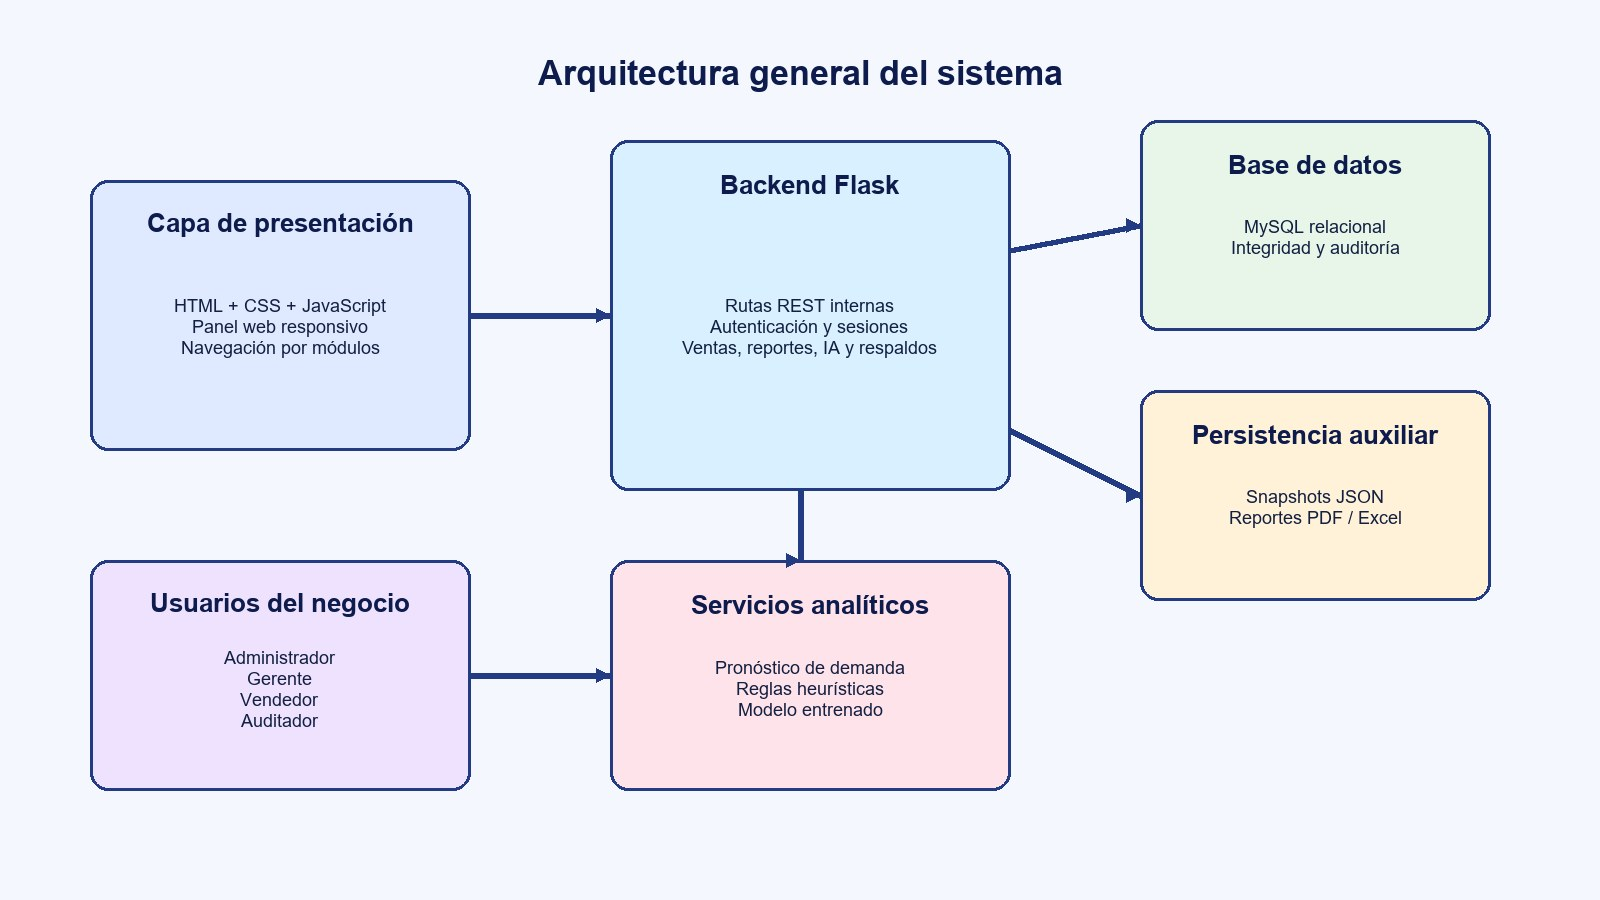 Arquitectura general del sistema
Capa de presentación
HTML + CSS + JavaScript
Panel web responsivo
Navegación por módulos
Backend Flask
Rutas REST internas
Autenticación y sesiones
Ventas, reportes, IA y respaldos
Base de datos
MySQL relacional
Integridad y auditoría
Persistencia auxiliar
Snapshots JSON
Reportes PDF / Excel
Usuarios del negocio
Administrador
Gerente
Vendedor
Auditador
Servicios analíticos
Pronóstico de demanda
Reglas heurísticas
Modelo entrenado